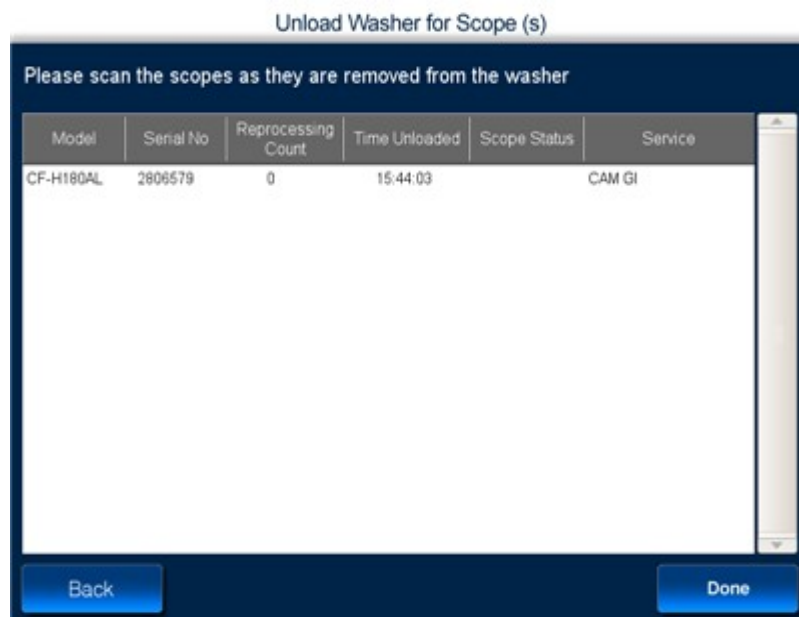 Unload Washer for Scope (s)
Please scan the scopes as they are removed from the washer
Model Serial No Reprocessing Count Time Unloaded Scope Status Service
CF-H180AL 2806579 0 15:44:03 CAM GI
Back Done